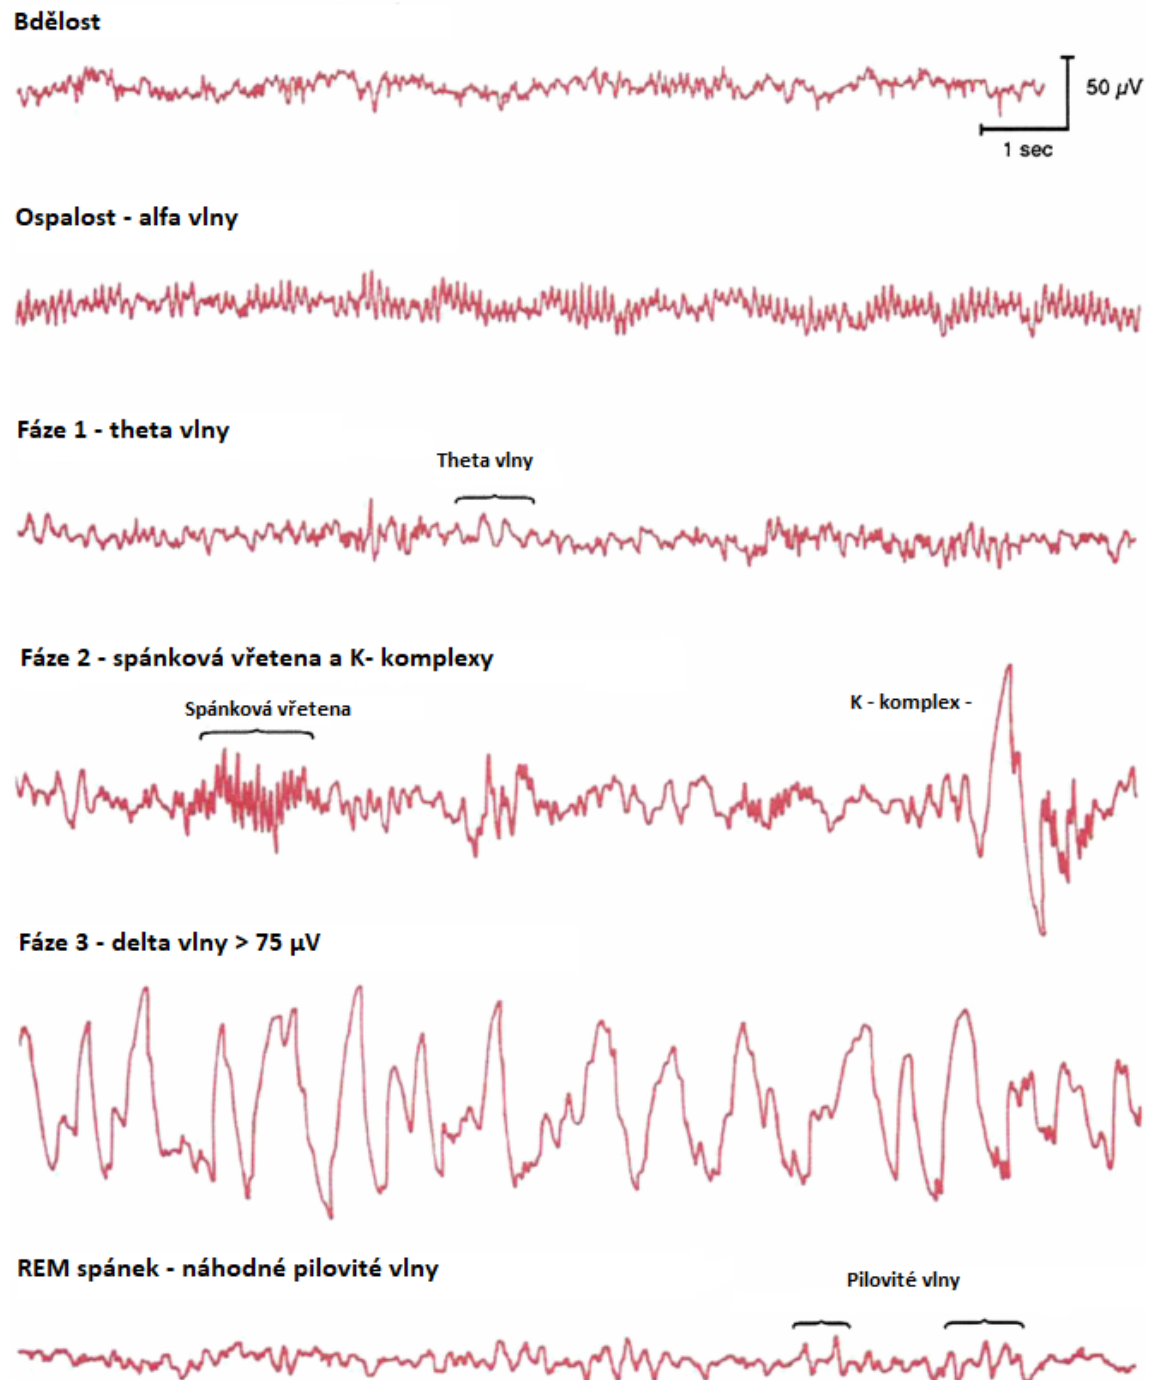 Bdělost
50 µV
1 sec
Ospalost - alfa vlny
Fáze 1 - theta vlny
Theta vlny
Fáze 2 - spánková vřetena a K- komplexy
Spánková vřetena
K - komplex -
Fáze 3 - delta vlny > 75 µV
REM spánek - náhodné pilovité vlny
Pilovité vlny